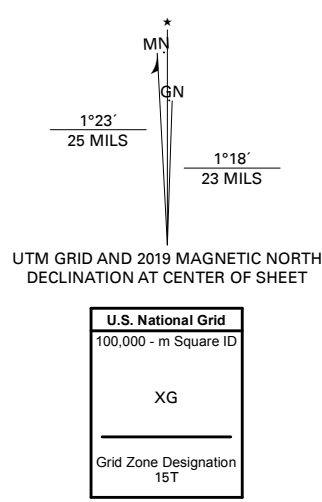 MN
GN
1°23´
25 MILS
1°18´
23 MILS
UTM GRID AND 2019 MAGNETIC NORTH
DECLINATION AT CENTER OF SHEET
U.S. National Grid
100,000 - m Square ID
XG
Grid Zone Designation
15T